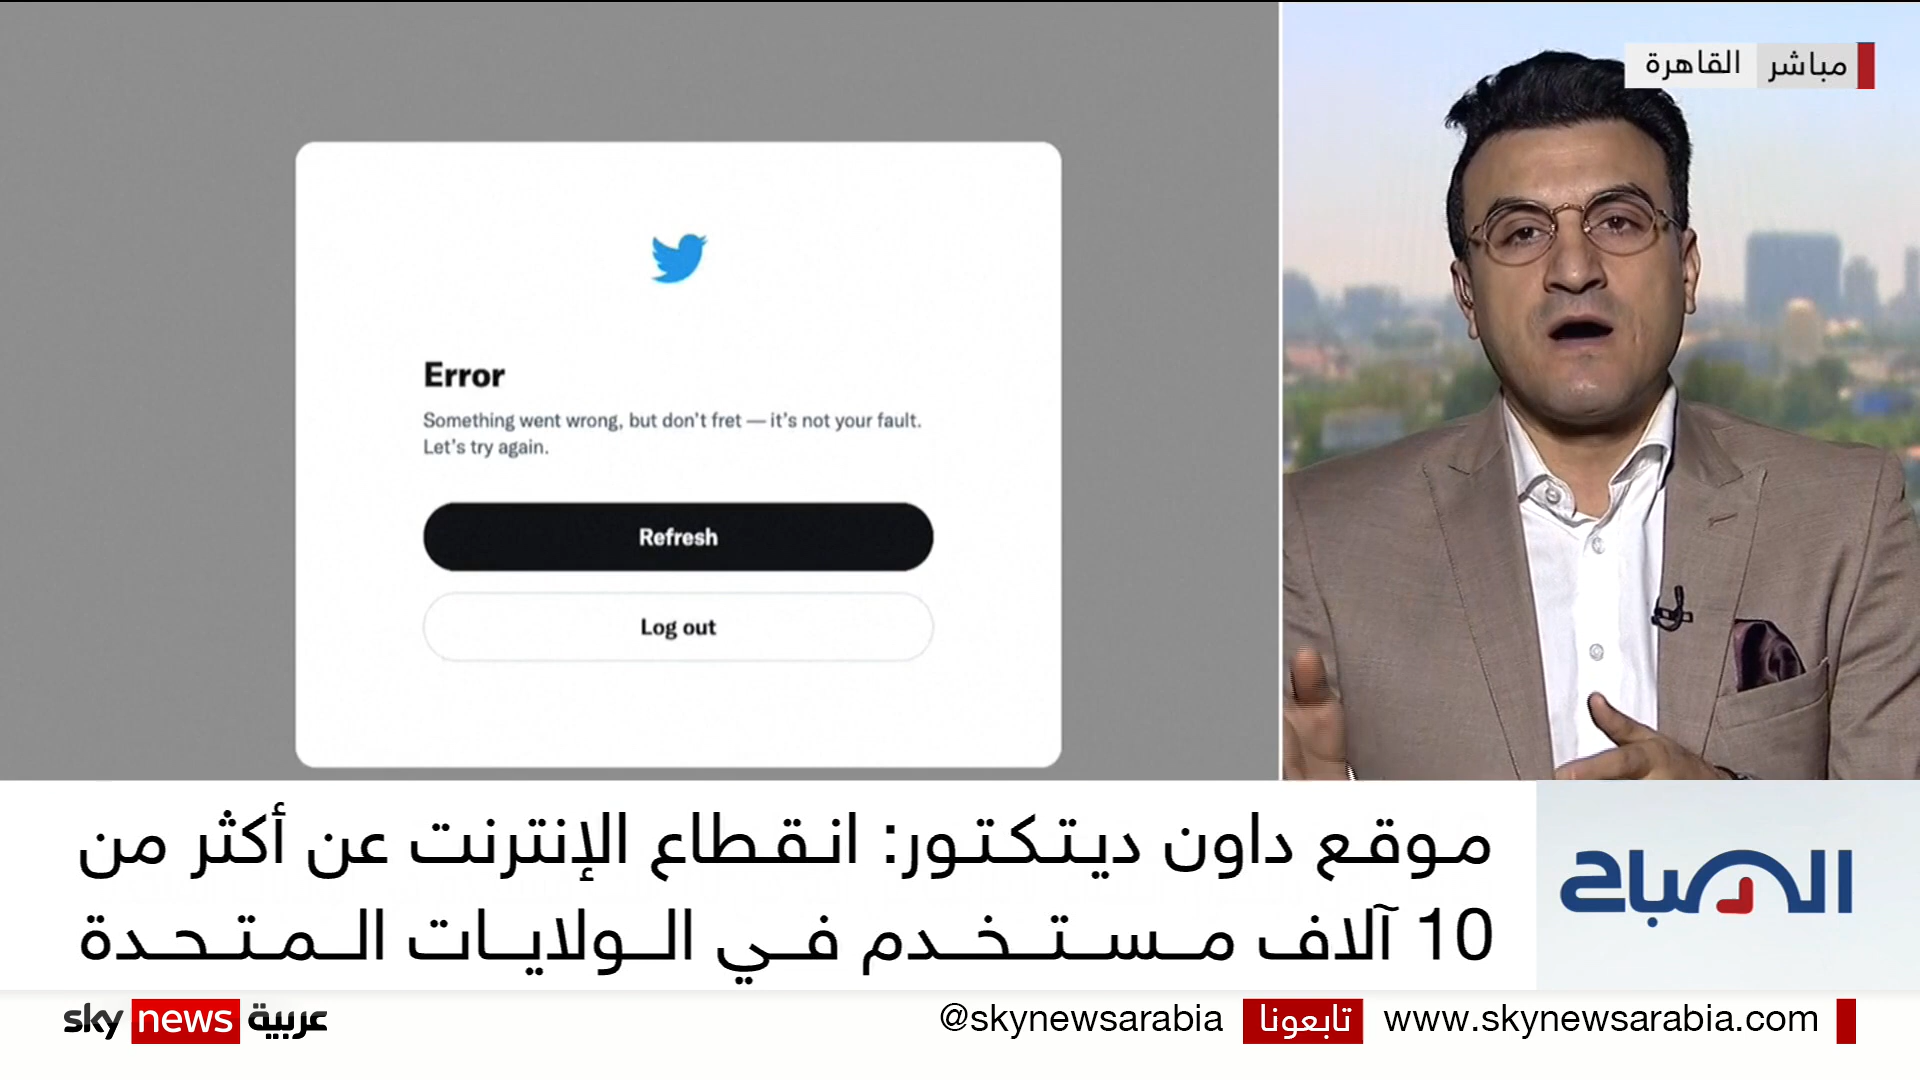 مباشر القاهرة
Error
Something went wrong, but don't fret — it's not your fault.
Let's try again.
Refresh
Log out
موقع داون ديتكتور: انقطاع الإنترنت عن أكثر من
10 آلاف مستخدم في الولايات المتحدة
الصباح
sky news عربية
@skynewsarabia تابعونا www.skynewsarabia.com